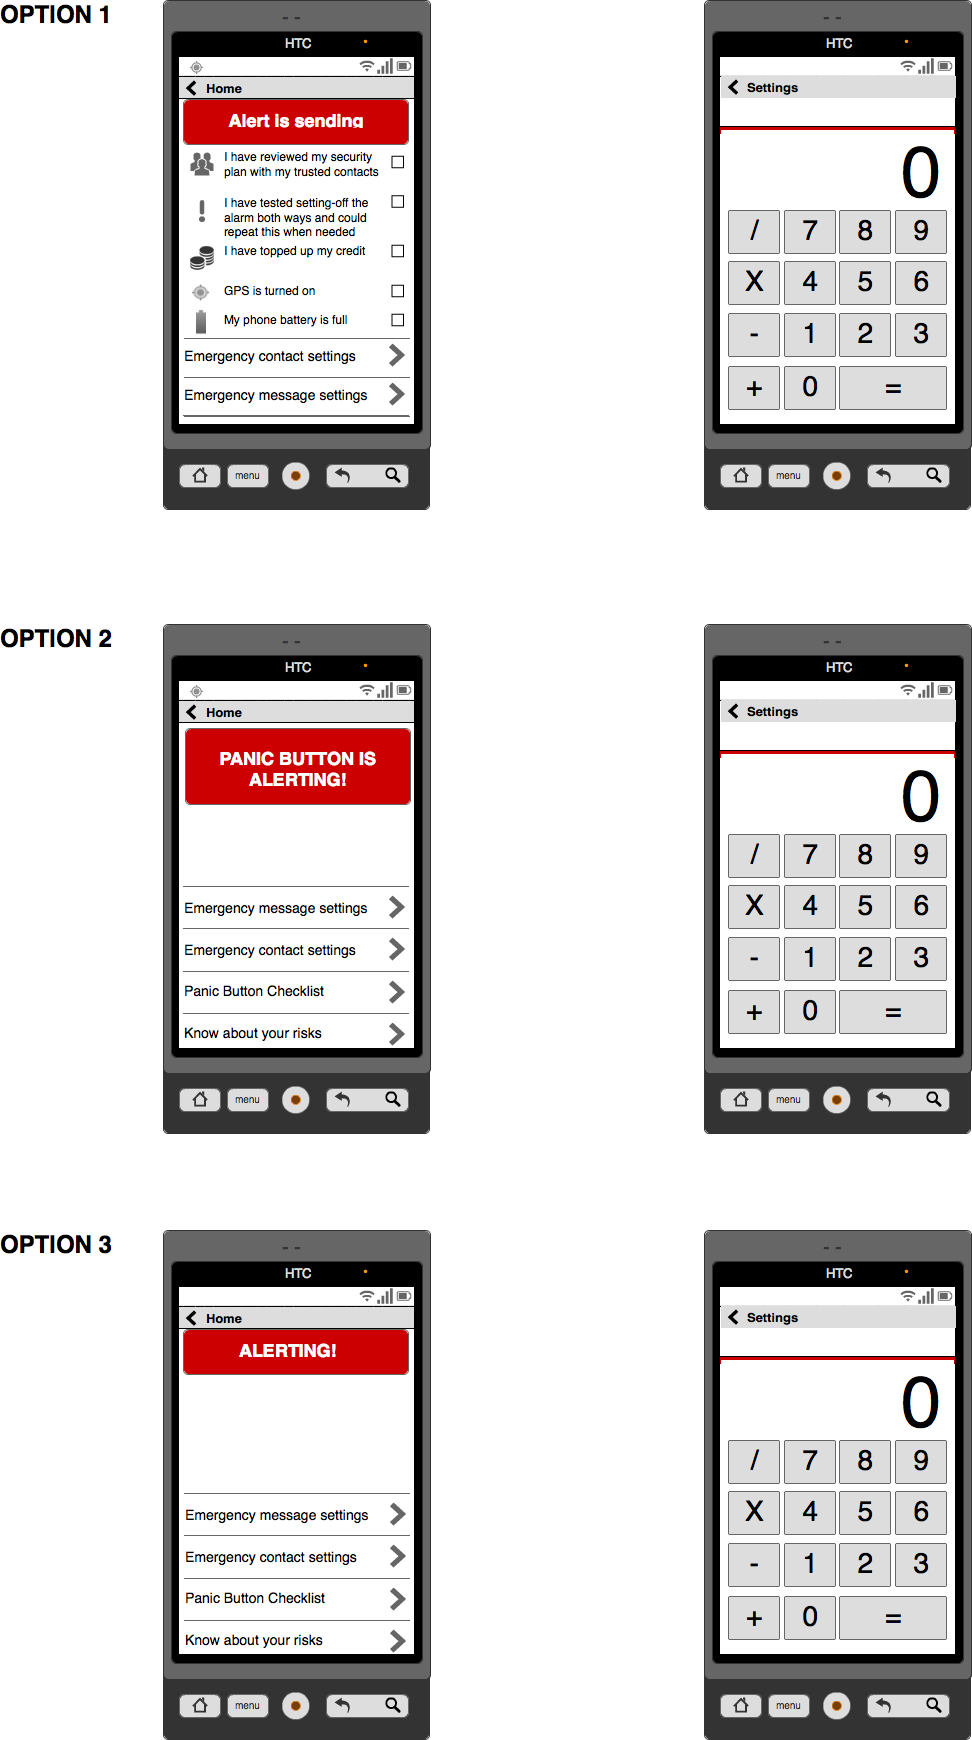 OPTION 1
HTC
Home
Alert is sending
I have reviewed my security
plan with my trusted contacts
I have tested setting-off the
alarm both ways and could
repeat this when needed
I have topped up my credit
GPS is turned on
My phone battery is full
Emergency contact settings
Emergency message settings
menu
HTC
Settings
0
/ 7 8 9
X 4 5 6
- 1 2 3
+ 0 =
menu
OPTION 2
HTC
Home
PANIC BUTTON IS
ALERTING!
Emergency message settings
Emergency contact settings
Panic Button Checklist
Know about your risks
menu
HTC
Settings
0
/ 7 8 9
X 4 5 6
- 1 2 3
+ 0 =
menu
OPTION 3
HTC
Home
ALERTING!
Emergency message settings
Emergency contact settings
Panic Button Checklist
Know about your risks
menu
HTC
Settings
0
/ 7 8 9
X 4 5 6
- 1 2 3
+ 0 =
menu